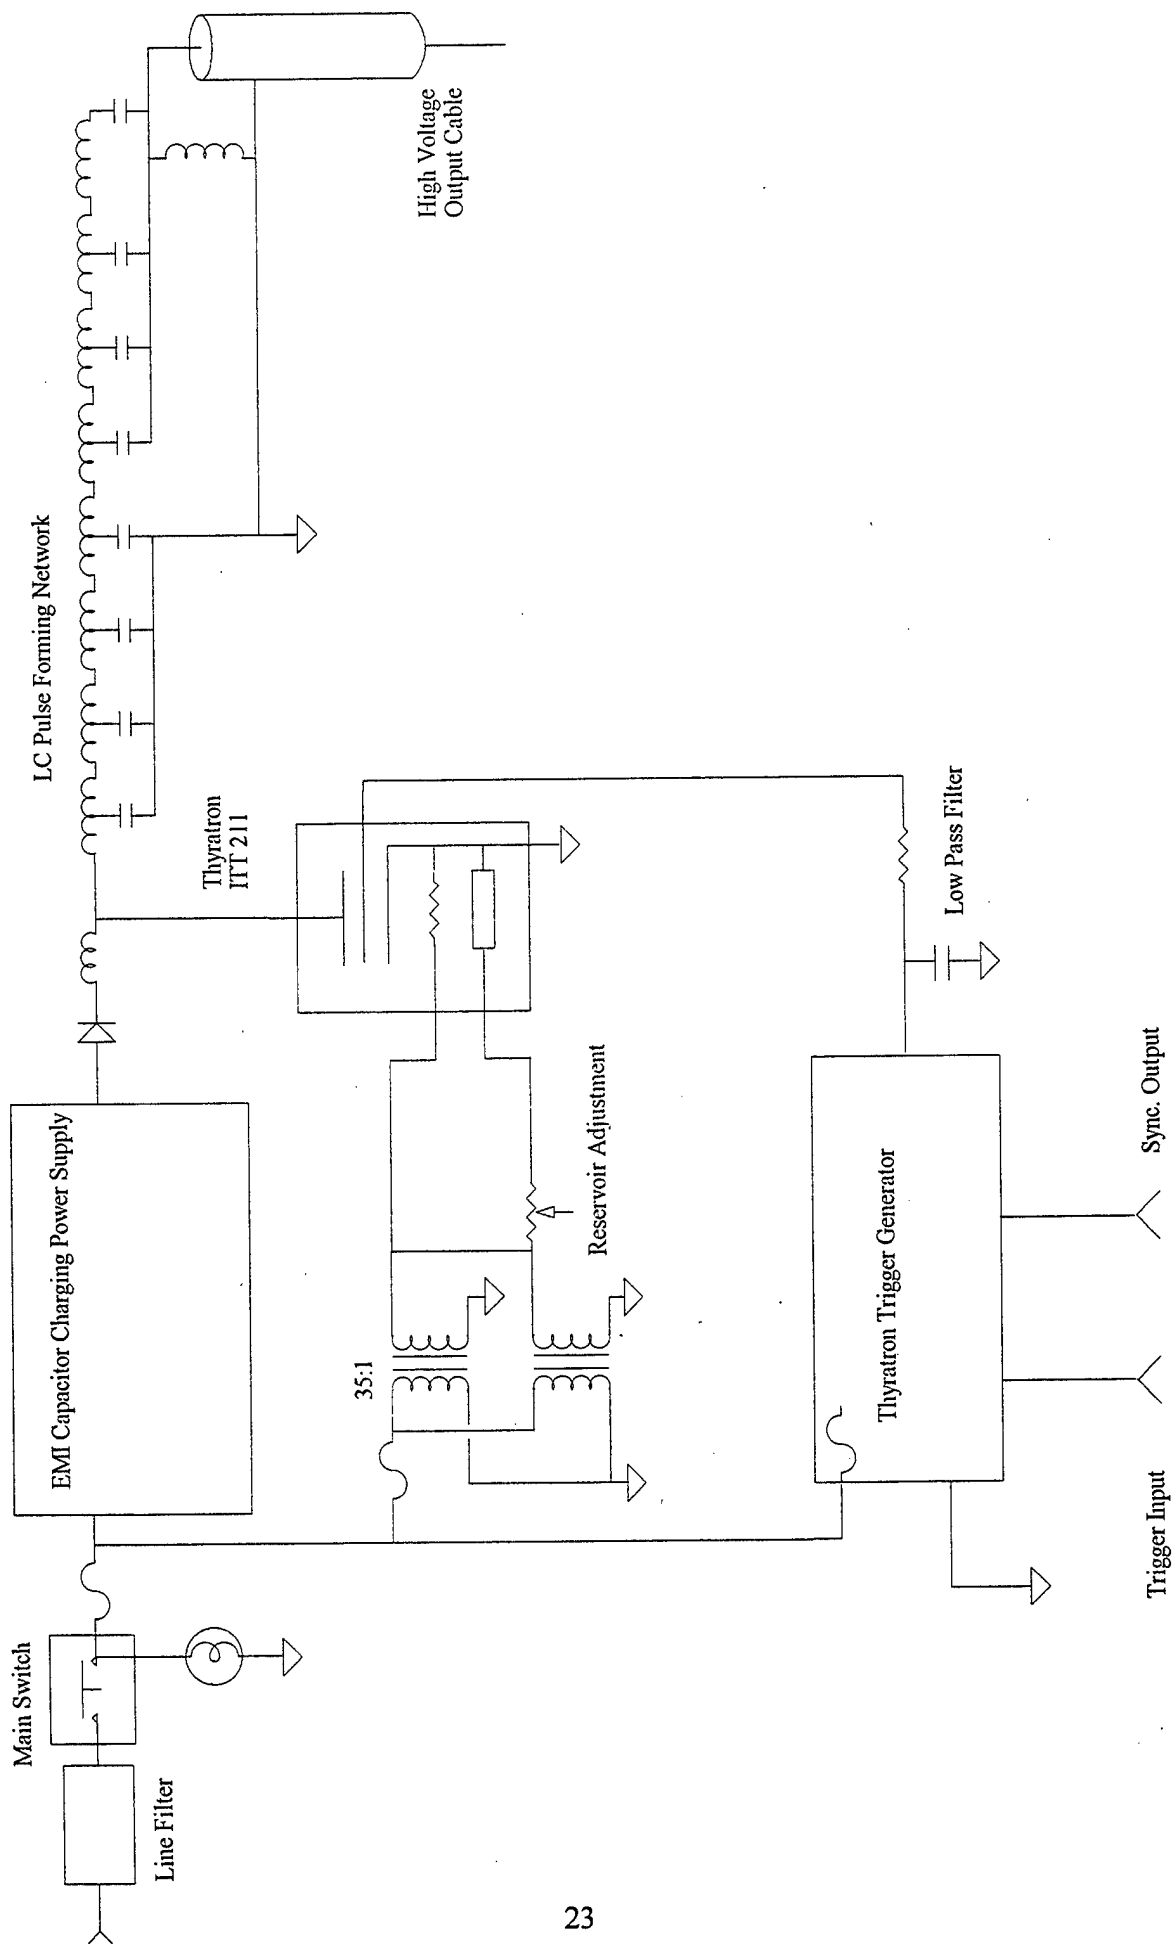 Main Switch
Line Filter
EMI Capacitor Charging Power Supply
LC Pulse Forming Network
High Voltage
Output Cable
Thyratron
ITT 211
35:1
Reservoir Adjustment
Low Pass Filter
Thyratron Trigger Generator
Trigger Input
Sync. Output
23